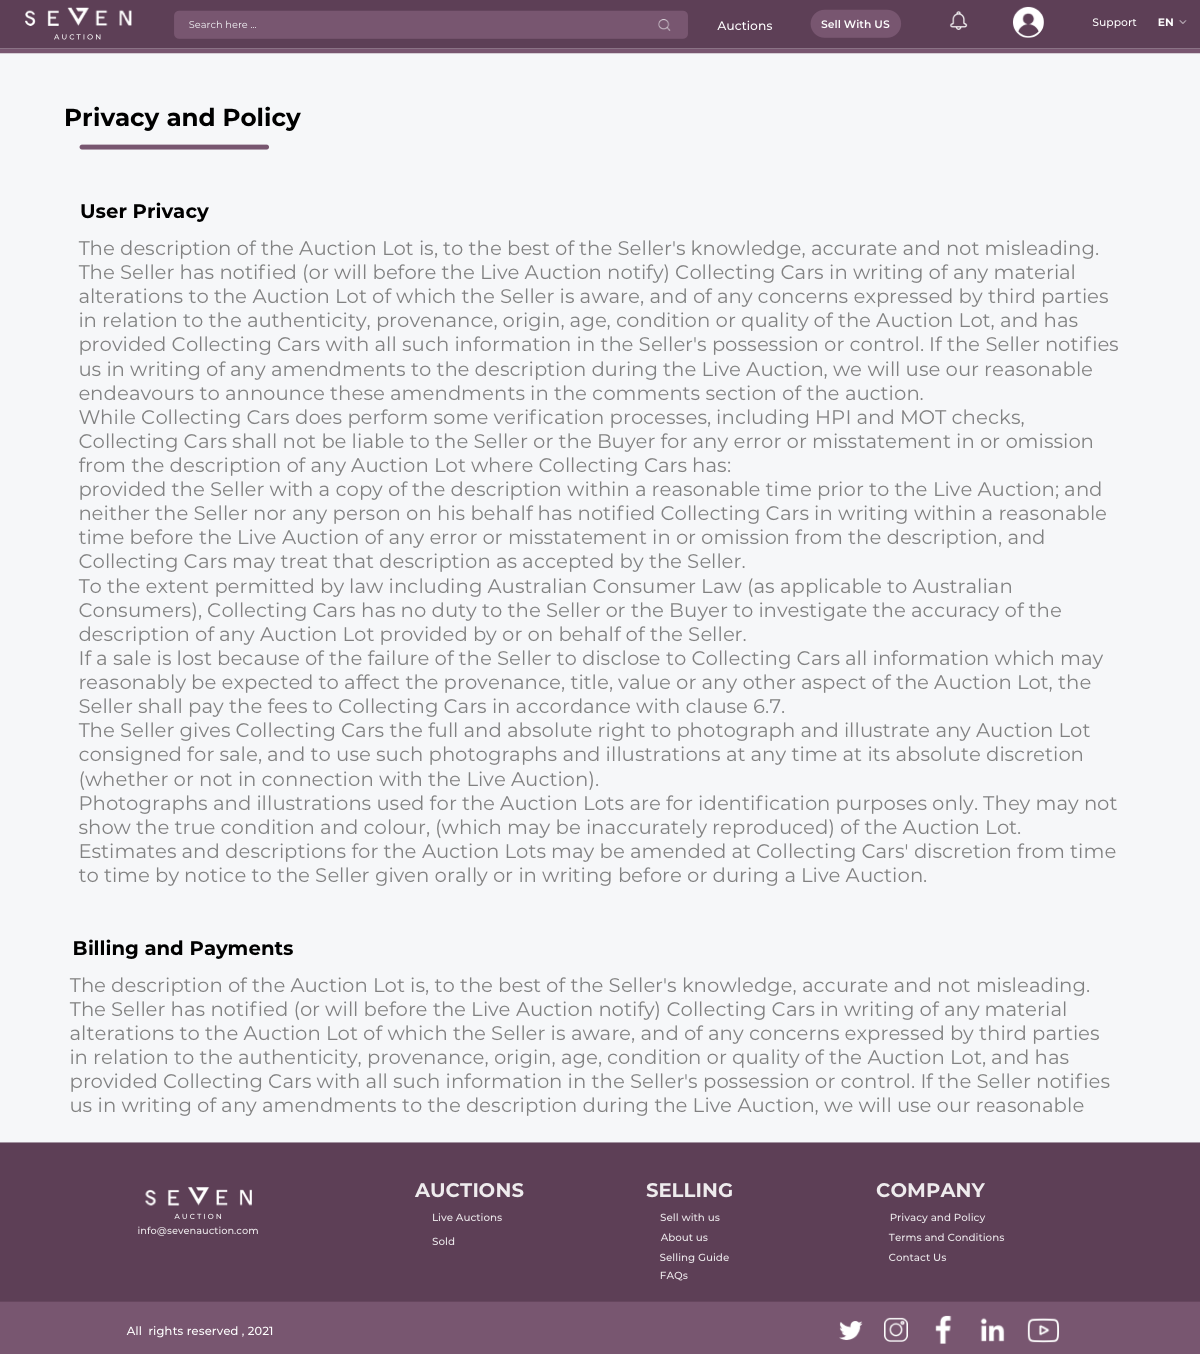 SEVEN
AUCTION
Search here ...
Auctions
Sell With US
Support
EN
Privacy and Policy
User Privacy
The description of the Auction Lot is, to the best of the Seller's knowledge, accurate and not misleading.
The Seller has notified (or will before the Live Auction notify) Collecting Cars in writing of any material
alterations to the Auction Lot of which the Seller is aware, and of any concerns expressed by third parties
in relation to the authenticity, provenance, origin, age, condition or quality of the Auction Lot, and has
provided Collecting Cars with all such information in the Seller's possession or control. If the Seller notifies
us in writing of any amendments to the description during the Live Auction, we will use our reasonable
endeavours to announce these amendments in the comments section of the auction.
While Collecting Cars does perform some verification processes, including HPI and MOT checks,
Collecting Cars shall not be liable to the Seller or the Buyer for any error or misstatement in or omission
from the description of any Auction Lot where Collecting Cars has:
provided the Seller with a copy of the description within a reasonable time prior to the Live Auction; and
neither the Seller nor any person on his behalf has notified Collecting Cars in writing within a reasonable
time before the Live Auction of any error or misstatement in or omission from the description, and
Collecting Cars may treat that description as accepted by the Seller.
To the extent permitted by law including Australian Consumer Law (as applicable to Australian
Consumers), Collecting Cars has no duty to the Seller or the Buyer to investigate the accuracy of the
description of any Auction Lot provided by or on behalf of the Seller.
If a sale is lost because of the failure of the Seller to disclose to Collecting Cars all information which may
reasonably be expected to affect the provenance, title, value or any other aspect of the Auction Lot, the
Seller shall pay the fees to Collecting Cars in accordance with clause 6.7.
The Seller gives Collecting Cars the full and absolute right to photograph and illustrate any Auction Lot
consigned for sale, and to use such photographs and illustrations at any time at its absolute discretion
(whether or not in connection with the Live Auction).
Photographs and illustrations used for the Auction Lots are for identification purposes only. They may not
show the true condition and colour, (which may be inaccurately reproduced) of the Auction Lot.
Estimates and descriptions for the Auction Lots may be amended at Collecting Cars' discretion from time
to time by notice to the Seller given orally or in writing before or during a Live Auction.
Billing and Payments
The description of the Auction Lot is, to the best of the Seller's knowledge, accurate and not misleading.
The Seller has notified (or will before the Live Auction notify) Collecting Cars in writing of any material
alterations to the Auction Lot of which the Seller is aware, and of any concerns expressed by third parties
in relation to the authenticity, provenance, origin, age, condition or quality of the Auction Lot, and has
provided Collecting Cars with all such information in the Seller's possession or control. If the Seller notifies
us in writing of any amendments to the description during the Live Auction, we will use our reasonable
SEVEN
AUCTION
info@sevenauction.com
AUCTIONS
Live Auctions
Sold
SELLING
Sell with us
About us
Selling Guide
FAQs
COMPANY
Privacy and Policy
Terms and Conditions
Contact Us
All rights reserved , 2021